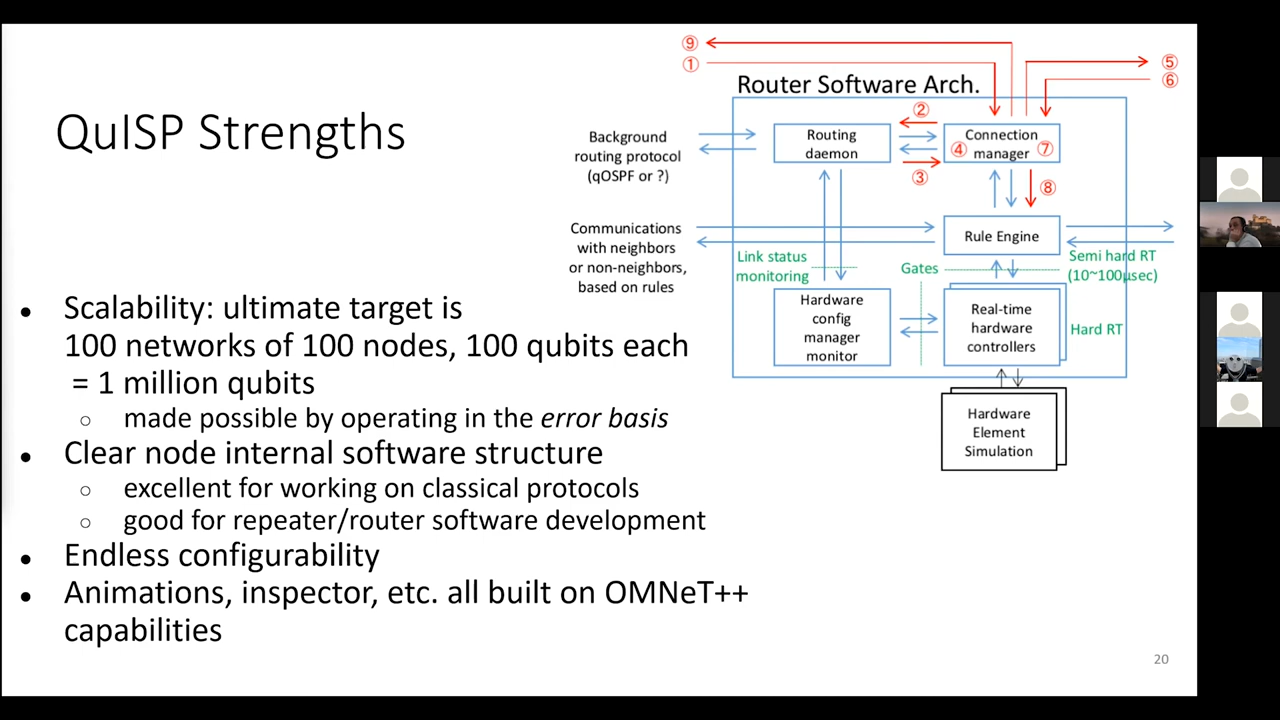 QuISP Strengths
● Scalability: ultimate target is
100 networks of 100 nodes, 100 qubits each
= 1 million qubits
○ made possible by operating in the error basis
● Clear node internal software structure
○ excellent for working on classical protocols
○ good for repeater/router software development
● Endless configurability
● Animations, inspector, etc. all built on OMNeT++
capabilities
⑨
①
⑤
⑥
Router Software Arch.
②
Background
routing protocol
(qOSPF or ?)
Routing
daemon
Connection
④ manager ⑦
③
⑧
Communications
with neighbors
or non-neighbors,
based on rules
Rule Engine
Link status
monitoring
Gates
Semi hard RT
(10~100μsec)
Hardware
config
manager
monitor
Real-time
hardware
controllers
Hard RT
Hardware
Element
Simulation
20